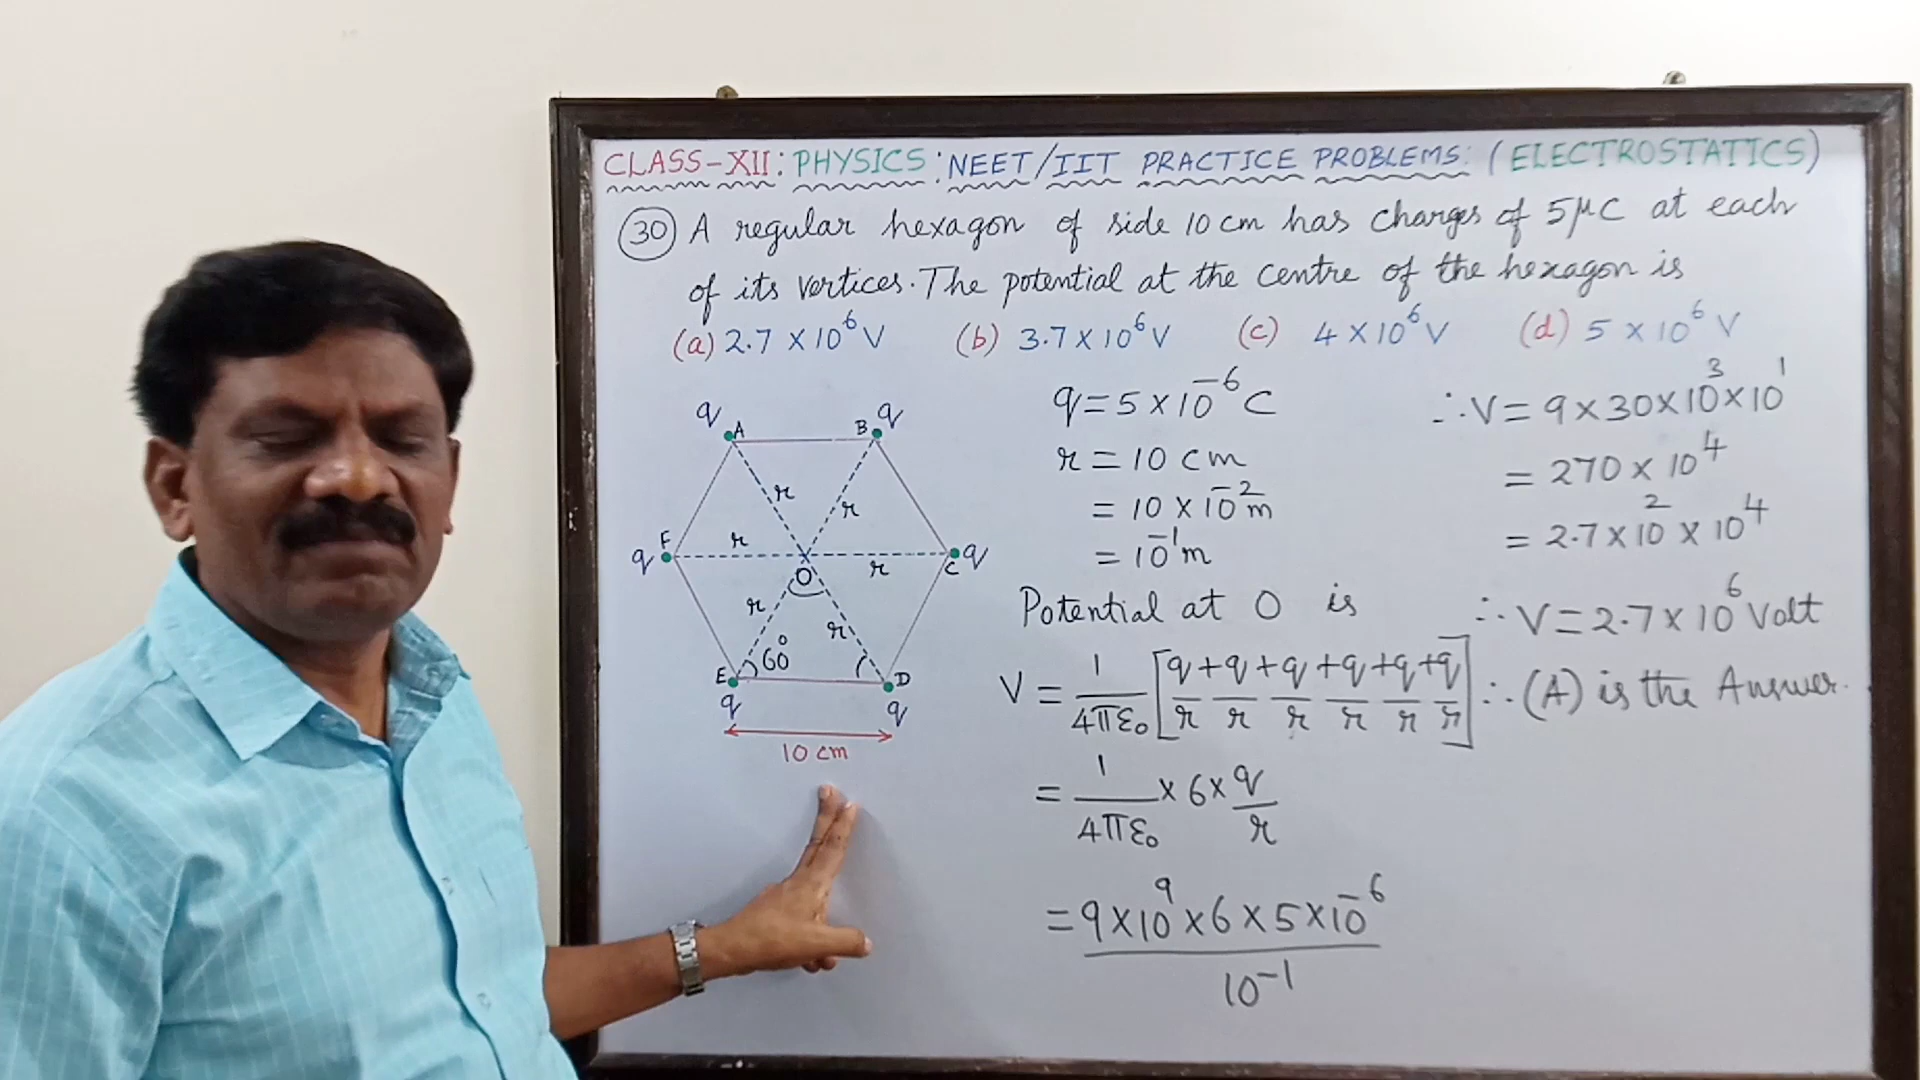 CLASS-XII: PHYSICS: NEET/IIT PRACTICE PROBLEMS: (ELECTROSTATICS)
(30) A regular hexagon of side 10 cm has charges of 5μC at each
of its vertices. The potential at the centre of the hexagon is
(a) 2.7 × 10⁶ V (b) 3.7 × 10⁶ V (c) 4 × 10⁶ V (d) 5 × 10⁶ V
q A B q
r r
F q r O r C q
r r
E 60° D
q q
10 cm
q = 5 × 10⁻⁶ C
r = 10 cm
= 10 × 10⁻² m
= 10⁻¹ m
Potential at O is
V = 1/4πε₀ [q/r + q/r + q/r + q/r + q/r + q/r]
= 1/4πε₀ × 6 × q/r
= 9 × 10⁹ × 6 × 5 × 10⁻⁶
10⁻¹
∴ V = 9 × 30 × 10³ × 10¹
= 270 × 10⁴
= 2.7 × 10² × 10⁴
∴ V = 2.7 × 10⁶ Volt
∴ (A) is the Answer.